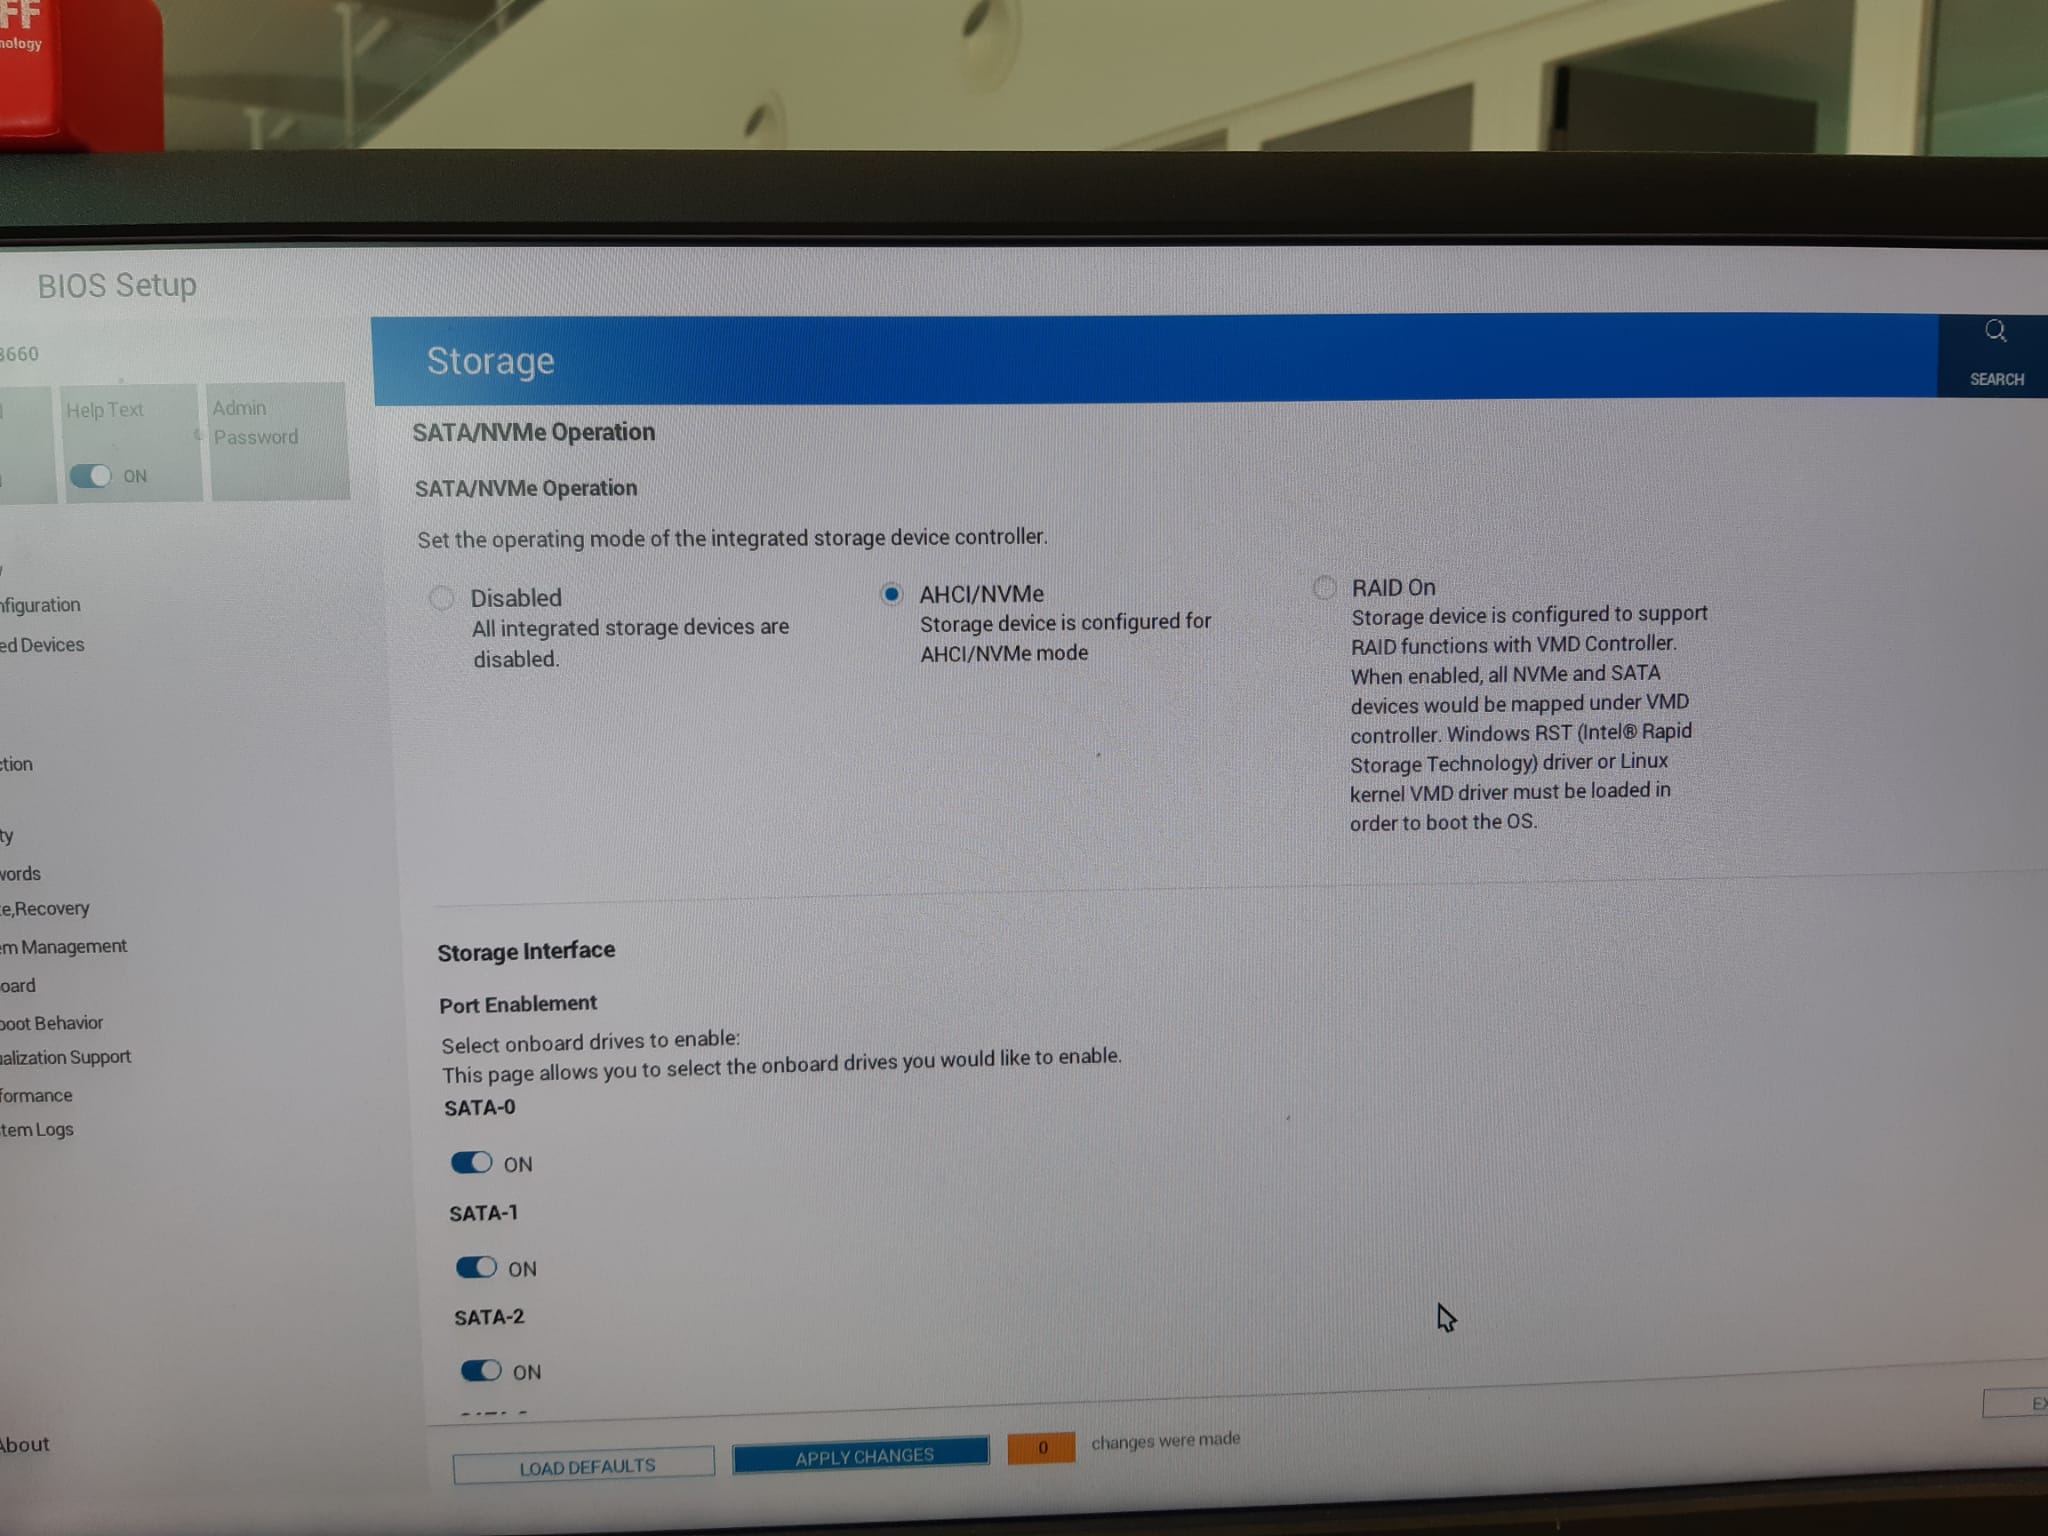 FF
nology
BIOS Setup
3660
Help Text
ON
Admin
Password
Storage
SEARCH
SATA/NVMe Operation
SATA/NVMe Operation
Set the operating mode of the integrated storage device controller.
Disabled
All integrated storage devices are
disabled.
AHCI/NVMe
Storage device is configured for
AHCI/NVMe mode
RAID On
Storage device is configured to support
RAID functions with VMD Controller.
When enabled, all NVMe and SATA
devices would be mapped under VMD
controller. Windows RST (Intel® Rapid
Storage Technology) driver or Linux
kernel VMD driver must be loaded in
order to boot the OS.
nfiguration
ed Devices
ction
ty
words
e,Recovery
em Management
oard
boot Behavior
ualization Support
formance
tem Logs
About
Storage Interface
Port Enablement
Select onboard drives to enable:
This page allows you to select the onboard drives you would like to enable.
SATA-0
ON
SATA-1
ON
SATA-2
ON
LOAD DEFAULTS
APPLY CHANGES
0
changes were made
EX